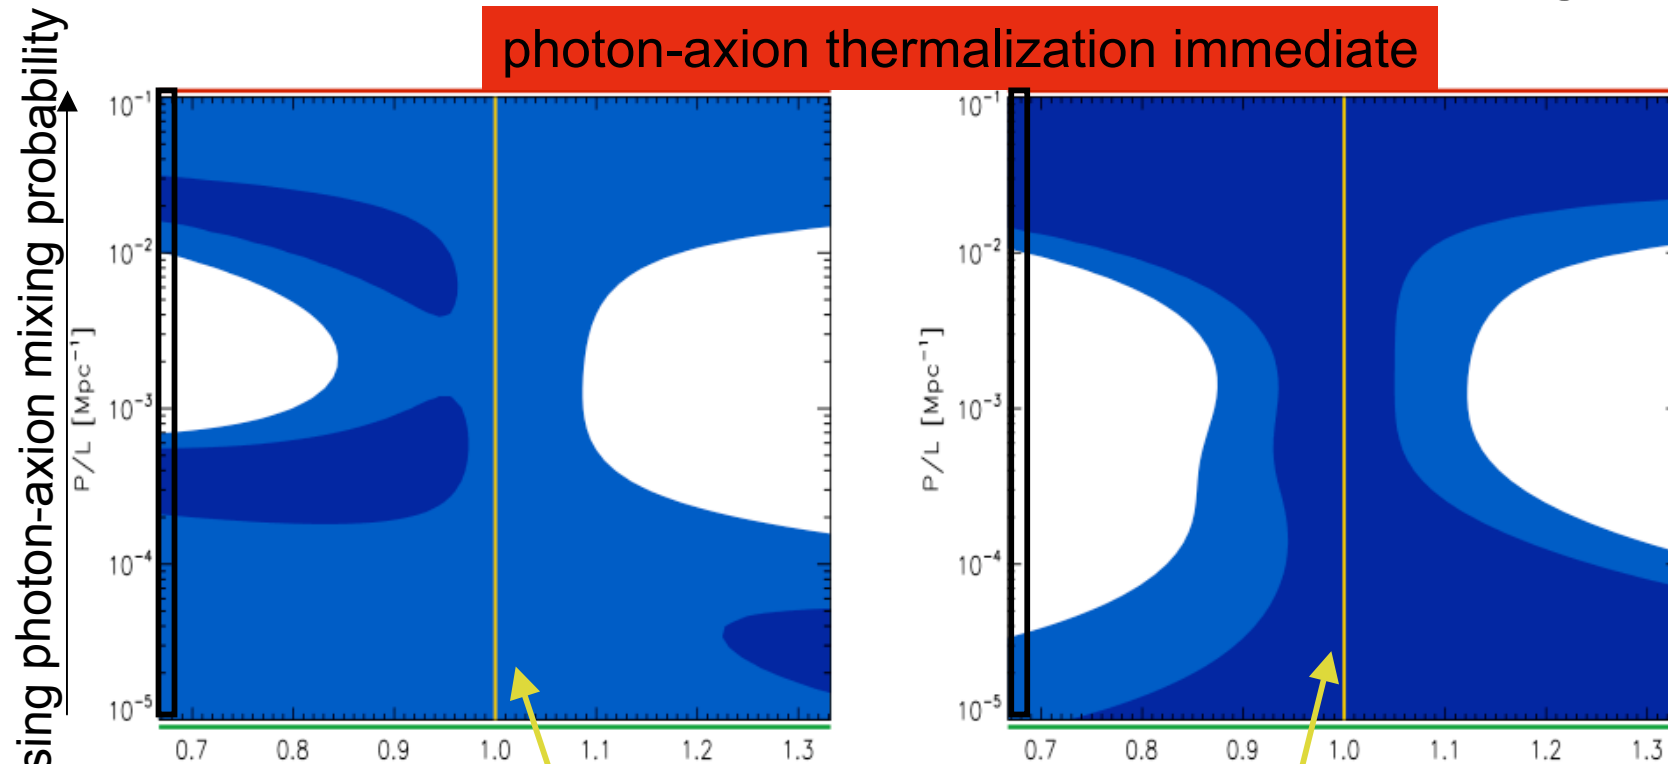 photon-axion thermalization immediate
sing photon-axion mixing probability
P/L [Mpc⁻¹]
10⁻¹
10⁻²
10⁻³
10⁻⁴
10⁻⁵
0.7 0.8 0.9 1.0 1.1 1.2 1.3
P/L [Mpc⁻¹]
10⁻¹
10⁻²
10⁻³
10⁻⁴
10⁻⁵
0.7 0.8 0.9 1.0 1.1 1.2 1.3